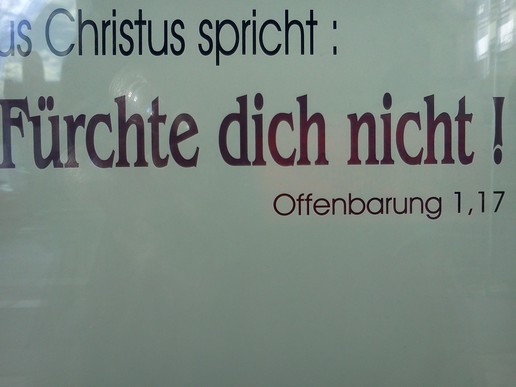 us Christus spricht :
Fürchte dich nicht !
Offenbarung 1,17